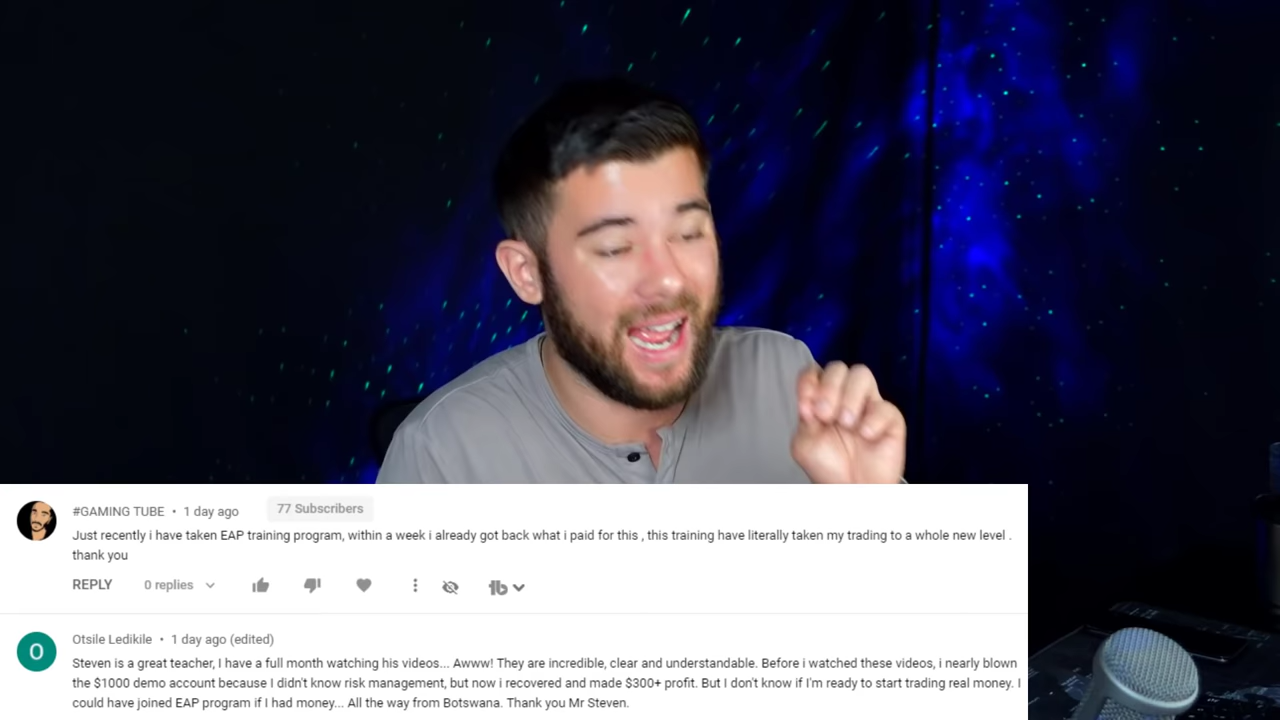 #GAMING TUBE • 1 day ago 77 Subscribers
Just recently i have taken EAP training program, within a week i already got back what i paid for this , this training have literally taken my trading to a whole new level .
thank you
REPLY 0 replies
O
Otsile Ledikile • 1 day ago (edited)
Steven is a great teacher, I have a full month watching his videos... Awww! They are incredible, clear and understandable. Before i watched these videos, i nearly blown
the $1000 demo account because I didn't know risk management, but now i recovered and made $300+ profit. But I don't know if I'm ready to start trading real money. I
could have joined EAP program if I had money... All the way from Botswana. Thank you Mr Steven.